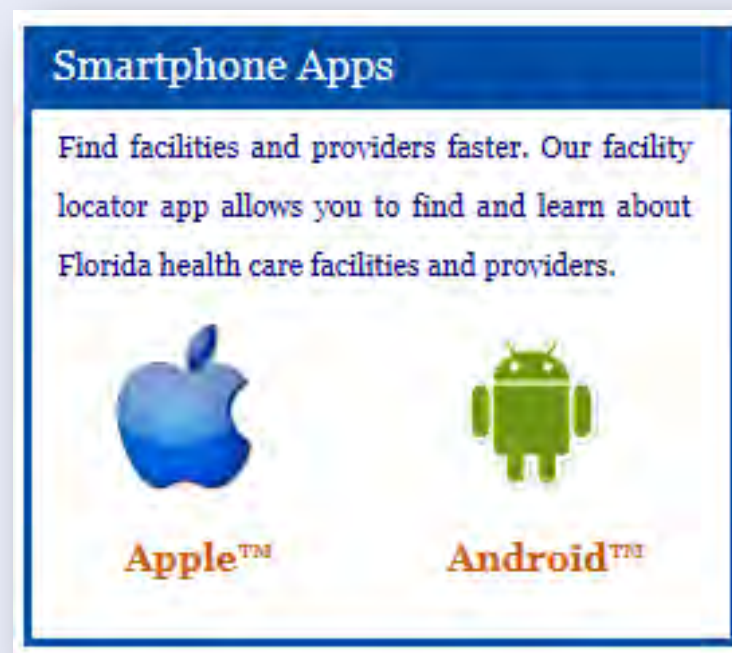 Smartphone Apps
Find facilities and providers faster. Our facility
locator app allows you to find and learn about
Florida health care facilities and providers.
Apple™
Android™